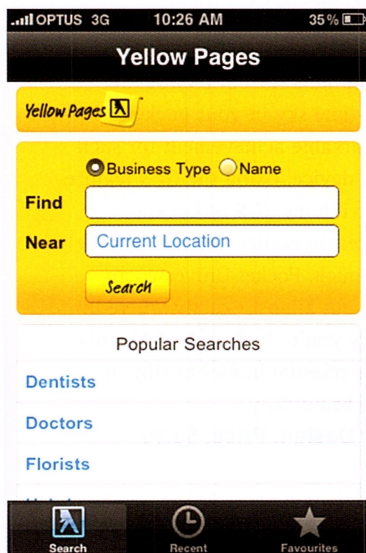 OPTUS 3G 10:26 AM 35%
Yellow Pages
Yellow Pages
Business Type Name
Find
Near Current Location
Search
Popular Searches
Dentists
Doctors
Florists
Search Recent Favourites